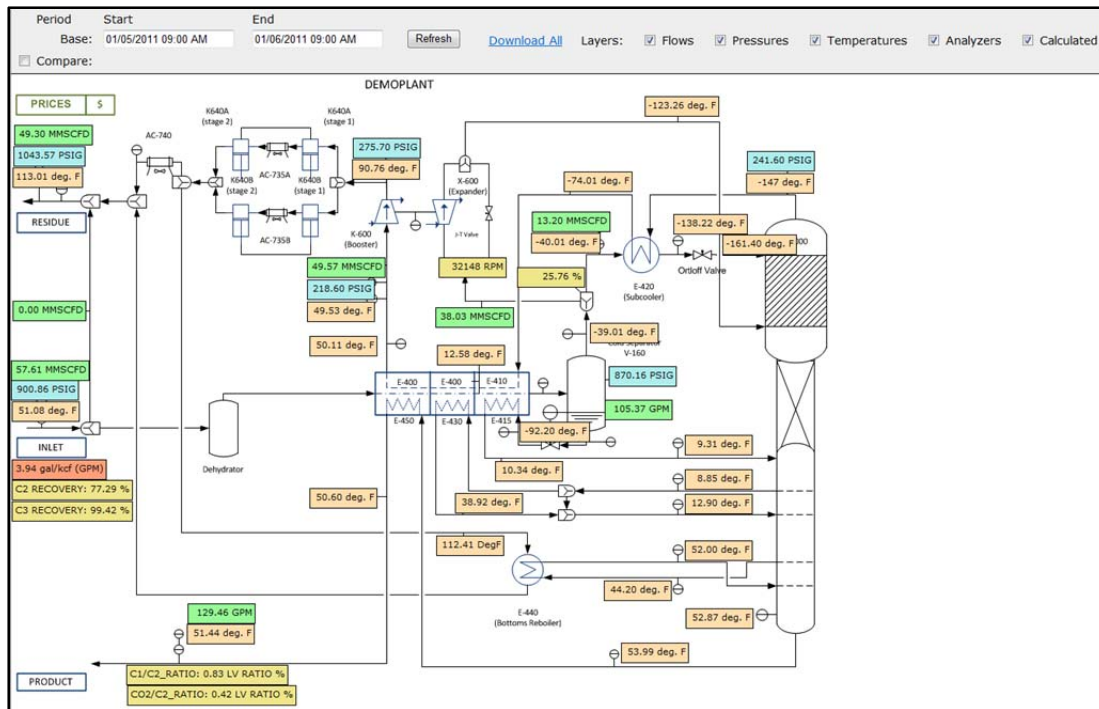 Period Start End
Base: 01/05/2011 09:00 AM 01/06/2011 09:00 AM Refresh Download All Layers: Flows Pressures Temperatures Analyzers Calculated
Compare:
DEMOPLANT
PRICES $
49.30 MMSCFD
1043.57 PSIG
113.01 deg. F
RESIDUE
0.00 MMSCFD
57.61 MMSCFD
900.86 PSIG
51.08 deg. F
INLET
3.94 gal/kcf (GPM)
C2 RECOVERY: 77.29 %
C3 RECOVERY: 99.42 %
AC-740
K640A
(stage 2)
K640A
(stage 1)
AC-735A
K640B
(stage 2)
K640B
(stage 1)
AC-735B
275.70 PSIG
90.76 deg. F
K-600
(Booster)
X-600
(Expander)
J-T Valve
-123.26 deg. F
241.60 PSIG
-147 deg. F
-74.01 deg. F
13.20 MMSCFD
-40.01 deg. F
-138.22 deg. F
-161.40 deg. F
Ortloff Valve
E-420
(Subcooler)
49.57 MMSCFD
218.60 PSIG
49.53 deg. F
32148 RPM
25.76 %
38.03 MMSCFD
-39.01 deg. F
V-160
50.11 deg. F
12.58 deg. F
E-400
E-400
E-410
E-450
E-430
E-415
870.16 PSIG
105.37 GPM
-92.20 deg. F
Dehydrator
9.31 deg. F
10.34 deg. F
8.85 deg. F
50.60 deg. F
38.92 deg. F
12.90 deg. F
112.41 DegF
52.00 deg. F
44.20 deg. F
E-440
(Bottoms Reboiler)
52.87 deg. F
53.99 deg. F
129.46 GPM
51.44 deg. F
PRODUCT
C1/C2_RATIO: 0.83 LV RATIO %
CO2/C2_RATIO: 0.42 LV RATIO %